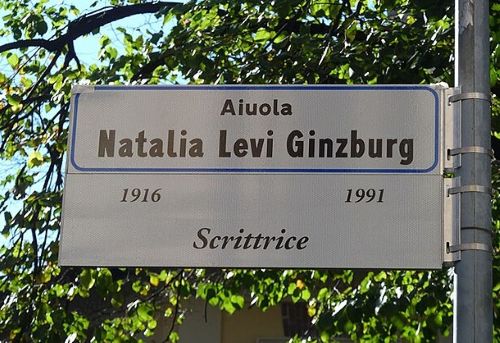 Aiuola
Natalia Levi Ginzburg
1916 1991
Scrittrice